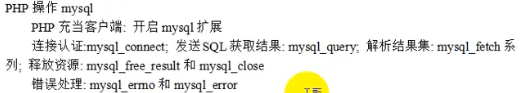 PHP 操作 mysql
PHP 充当客户端: 开启 mysql 扩展
连接认证:mysql_connect; 发送 SQL 获取结果: mysql_query; 解析结果集: mysql_fetch 系
列; 释放资源: mysql_free_result 和 mysql_close
错误处理: mysql_errno 和 mysql_error